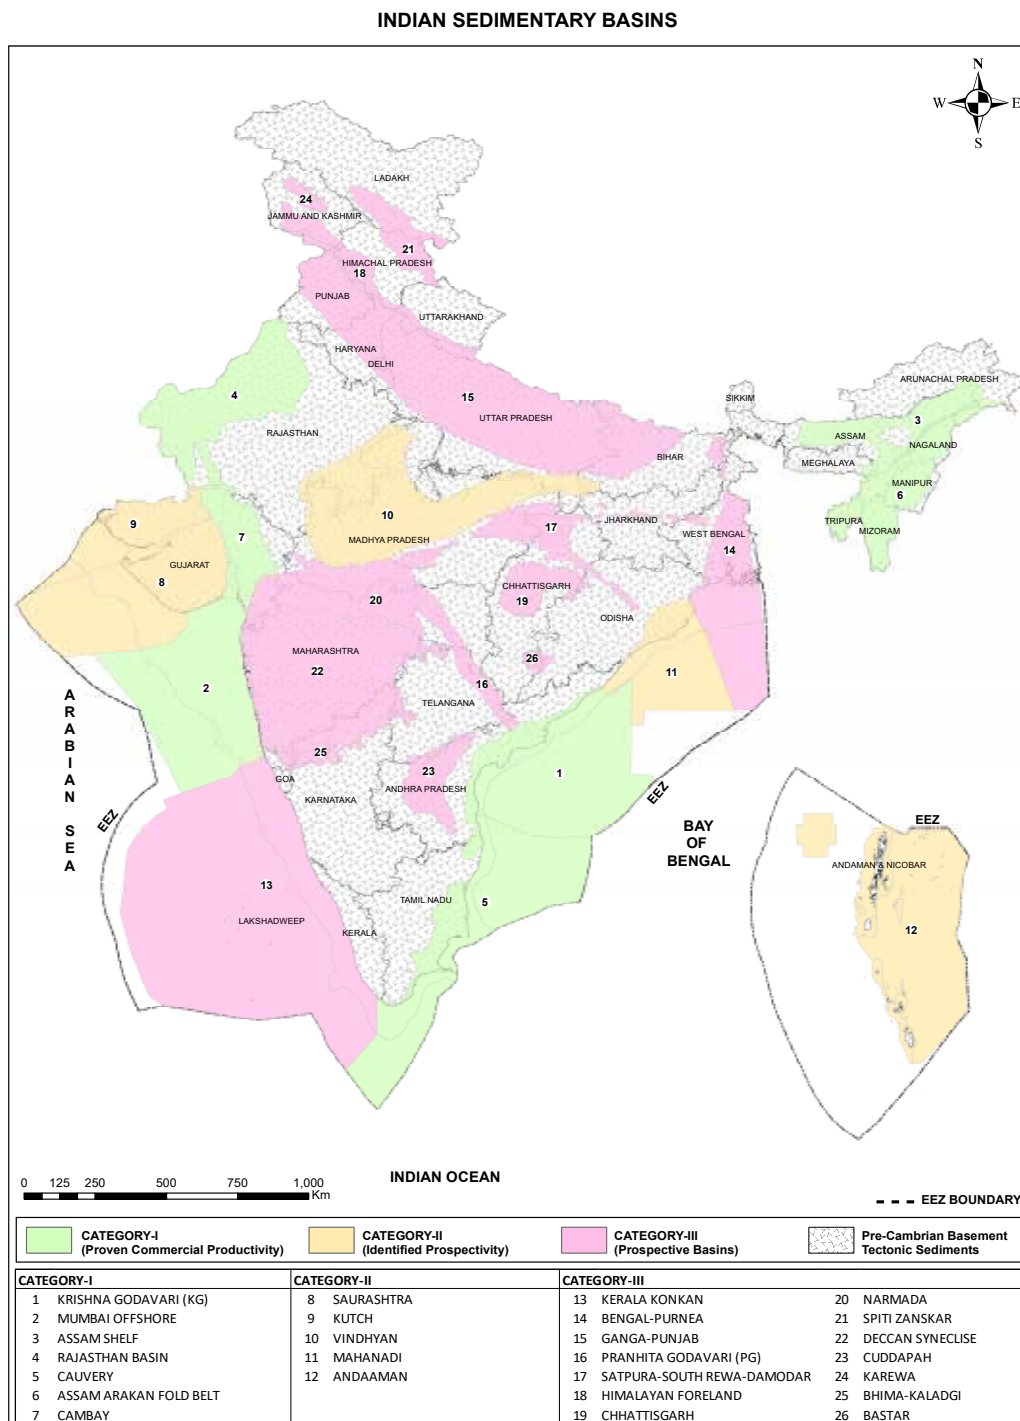 INDIAN SEDIMENTARY BASINS
N
W E
S
LADAKH
24
JAMMU AND KASHMIR
21
HIMACHAL PRADESH
18
PUNJAB
UTTARAKHAND
HARYANA
DELHI
ARUNACHAL PRADESH
4
15
SIKKIM
UTTAR PRADESH
3
RAJASTHAN
ASSAM
NAGALAND
BIHAR
MEGHALAYA
MANIPUR
6
9
10
JHARKHAND
TRIPURA
MIZORAM
7
17
WEST BENGAL
MADHYA PRADESH
14
GUJARAT
8
CHHATTISGARH
20
19
ODISHA
MAHARASHTRA
26
22
11
16
2
TELANGANA
ARABIAN SEA
25
23
1
GOA
ANDHRA PRADESH
KARNATAKA
EEZ
EEZ
BAY
OF
BENGAL
EEZ
ANDAMAN & NICOBAR
13
TAMIL NADU
5
LAKSHADWEEP
KERALA
12
INDIAN OCEAN
0 125 250 500 750 1,000
Km
EEZ BOUNDARY
CATEGORY-I
(Proven Commercial Productivity)
CATEGORY-II
(Identified Prospectivity)
CATEGORY-III
(Prospective Basins)
Pre-Cambrian Basement
Tectonic Sediments
CATEGORY-I
1 KRISHNA GODAVARI (KG)
2 MUMBAI OFFSHORE
3 ASSAM SHELF
4 RAJASTHAN BASIN
5 CAUVERY
6 ASSAM ARAKAN FOLD BELT
7 CAMBAY
CATEGORY-II
8 SAURASHTRA
9 KUTCH
10 VINDHYAN
11 MAHANADI
12 ANDAAMAN
CATEGORY-III
13 KERALA KONKAN
14 BENGAL-PURNEA
15 GANGA-PUNJAB
16 PRANHITA GODAVARI (PG)
17 SATPURA-SOUTH REWA-DAMODAR
18 HIMALAYAN FORELAND
19 CHHATTISGARH
20 NARMADA
21 SPITI ZANSKAR
22 DECCAN SYNECLISE
23 CUDDAPAH
24 KAREWA
25 BHIMA-KALADGI
26 BASTAR